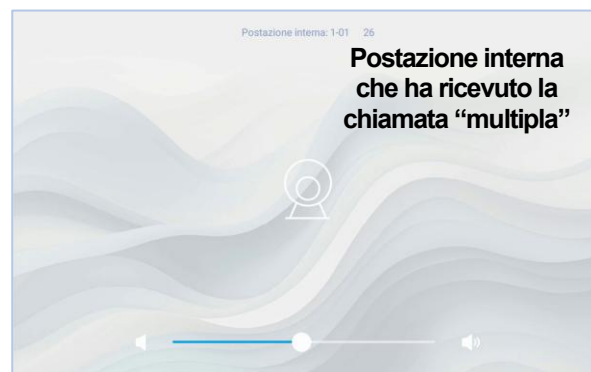 Postazione interna: 1-01 26
Postazione interna
che ha ricevuto la
chiamata “multipla”